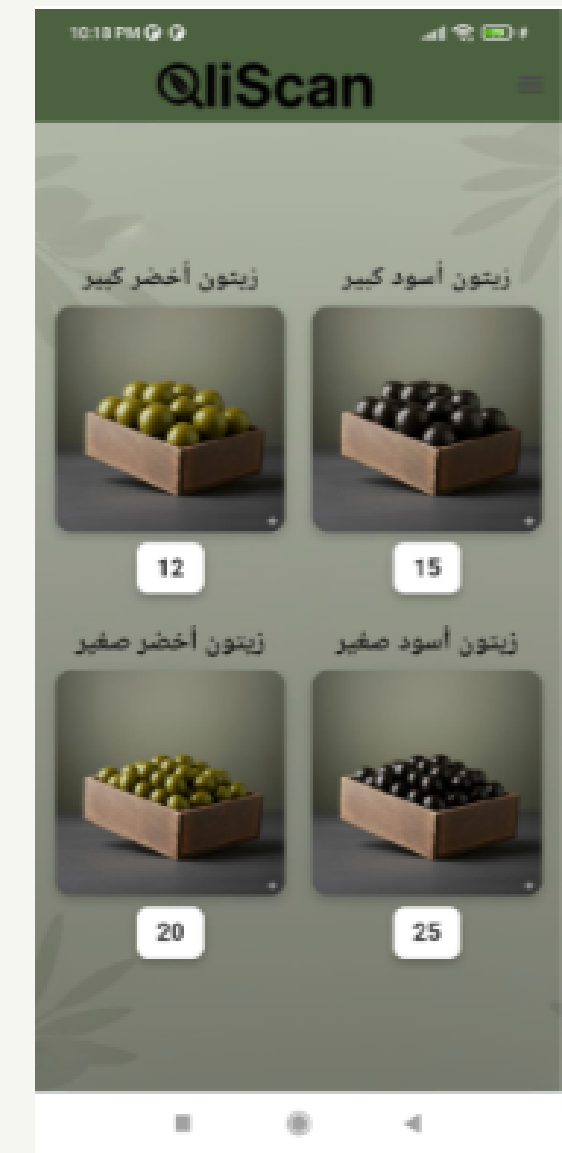 10:18 PM
OliScan
زيتون أسود كبير
زيتون أخضر كبير
15
12
زيتون أسود صغير
زيتون أخضر صغير
25
20